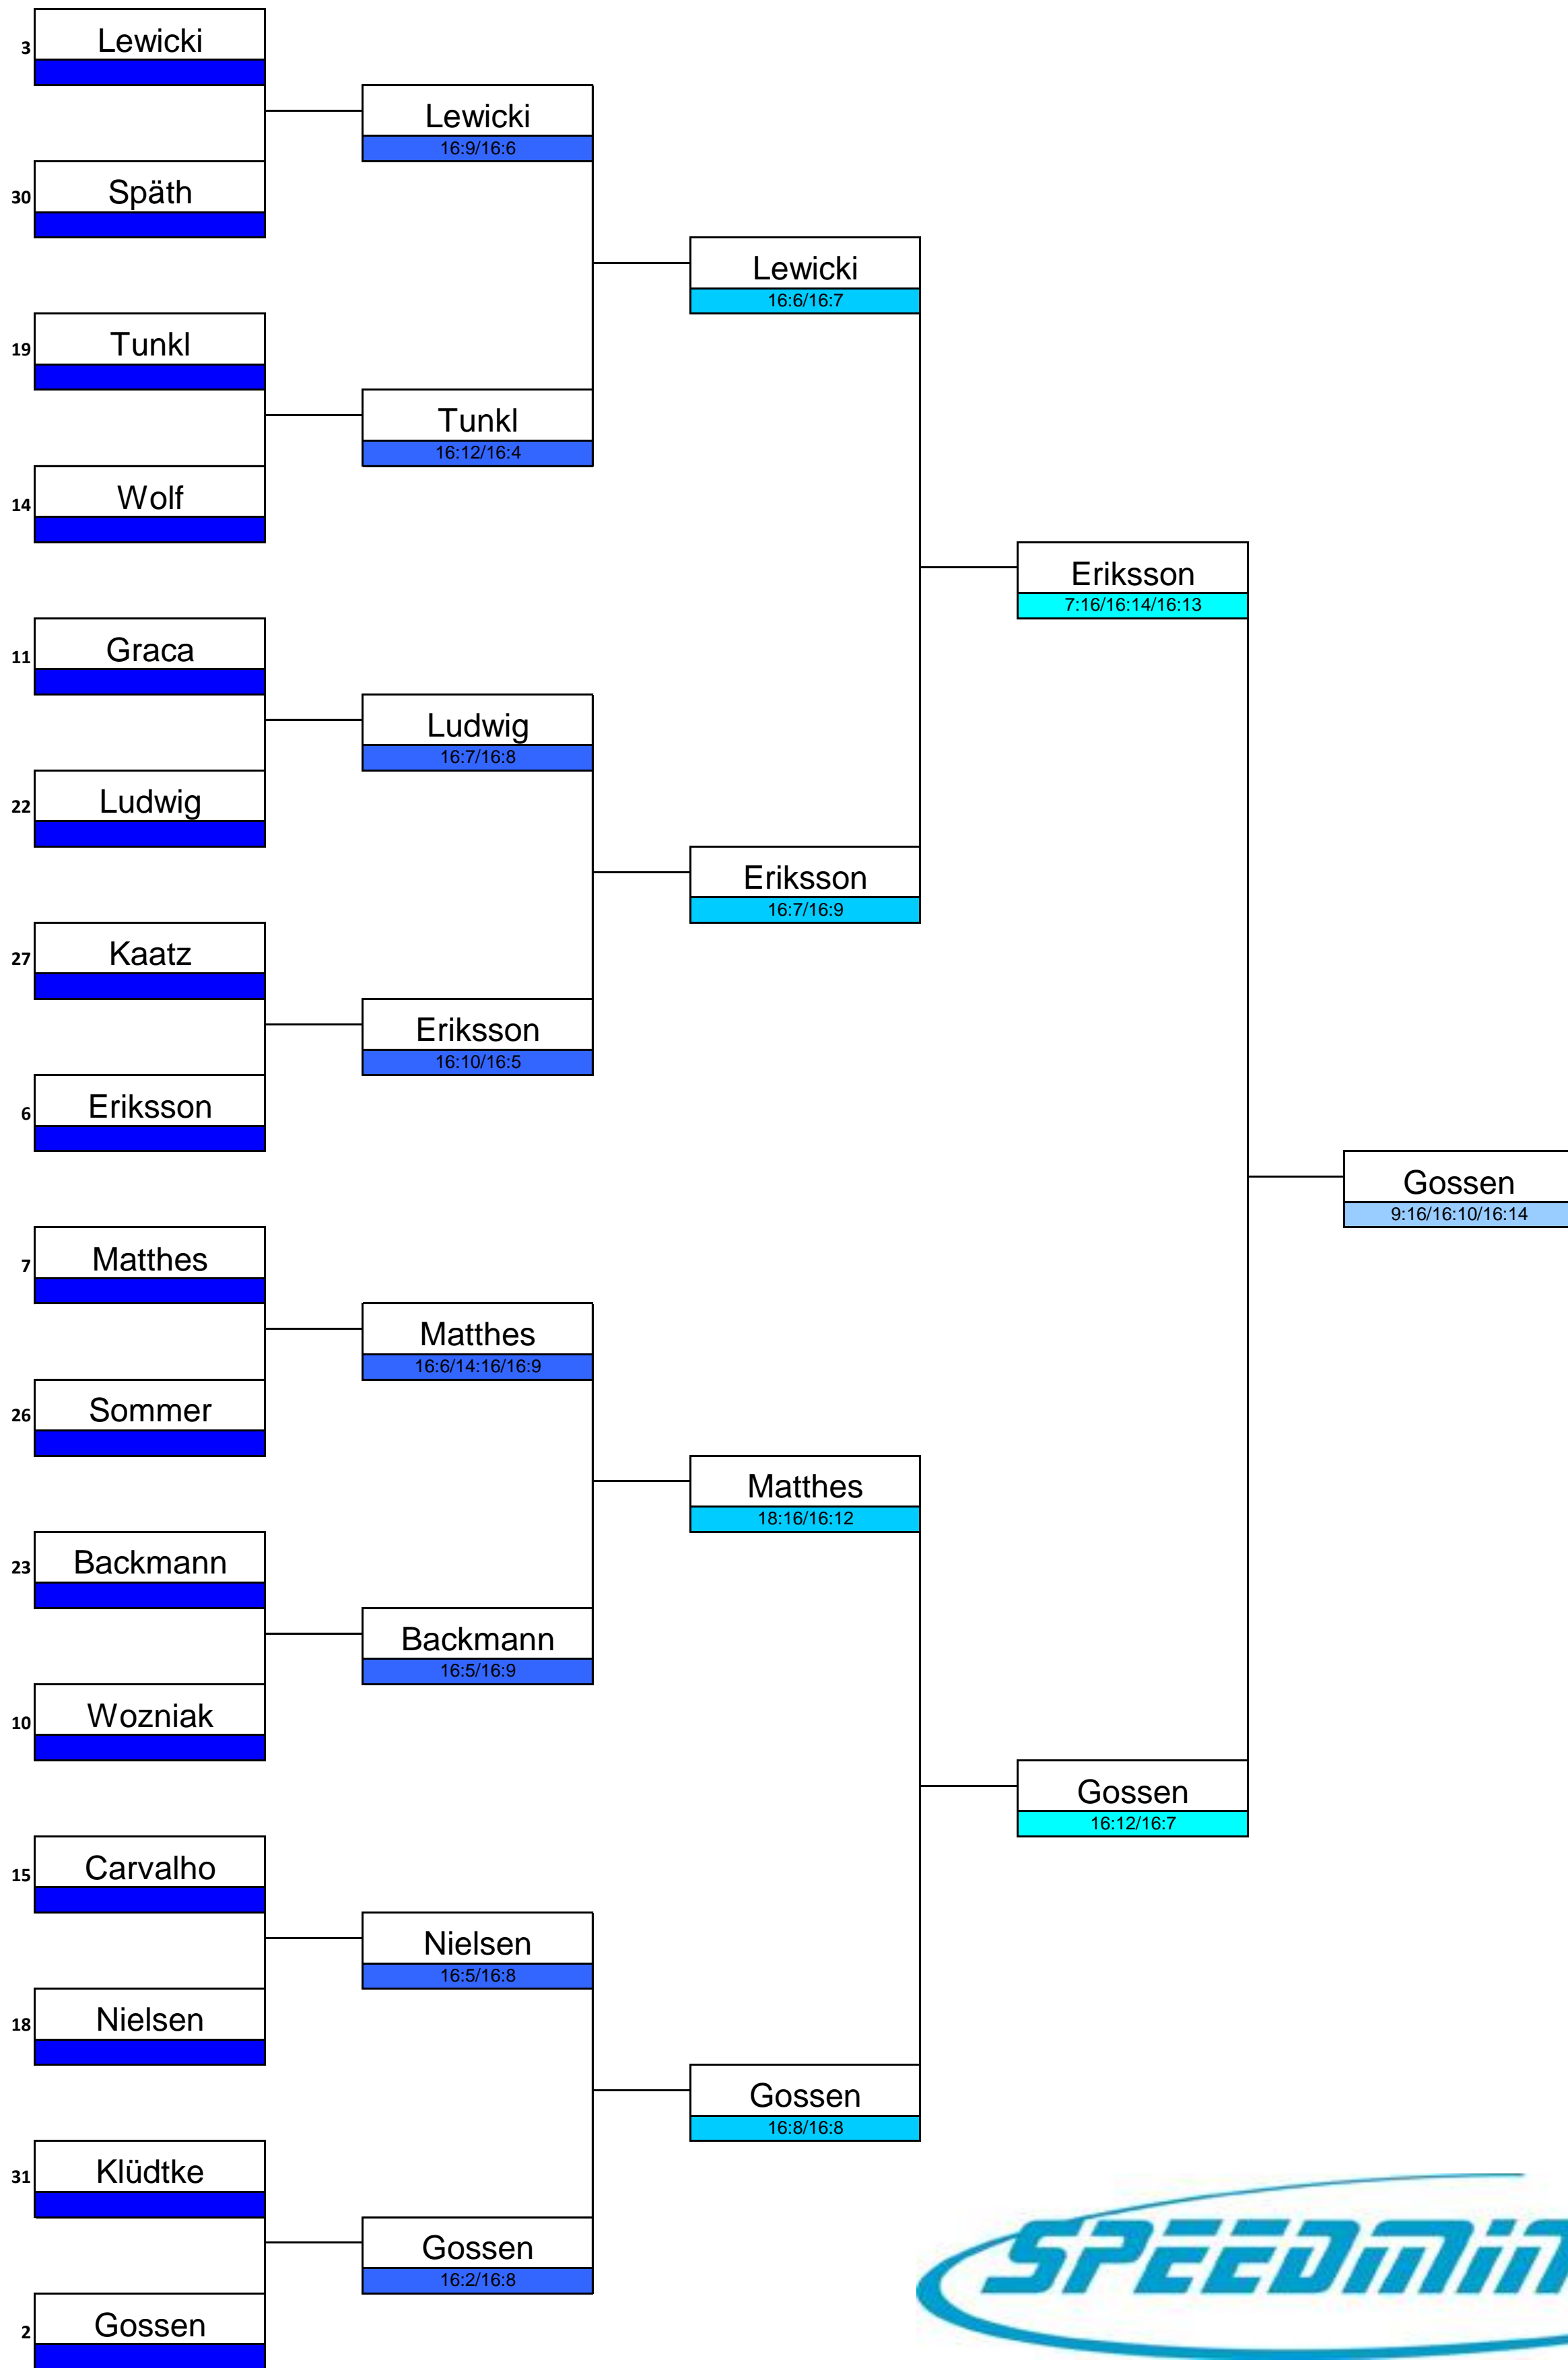 3 Lewicki
Lewicki
16:9/16:6
30 Späth
Lewicki
16:6/16:7
19 Tunkl
Tunkl
16:12/16:4
14 Wolf
Eriksson
7:16/16:14/16:13
11 Graca
Ludwig
16:7/16:8
22 Ludwig
Eriksson
16:7/16:9
27 Kaatz
Eriksson
16:10/16:5
6 Eriksson
Gossen
9:16/16:10/16:14
7 Matthes
Matthes
16:6/14:16/16:9
26 Sommer
Matthes
18:16/16:12
23 Backmann
Backmann
16:5/16:9
10 Wozniak
Gossen
16:12/16:7
15 Carvalho
Nielsen
16:5/16:8
18 Nielsen
Gossen
16:8/16:8
31 Klüdtke
Gossen
16:2/16:8
2 Gossen
SPEEDMIN